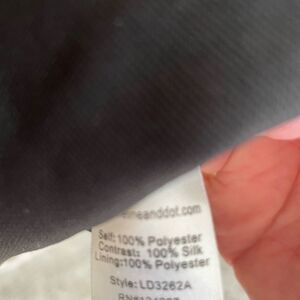 Self: 100% Polyester
Contrast: 100% Silk
Lining:100% Polyester
Style: LD3262A